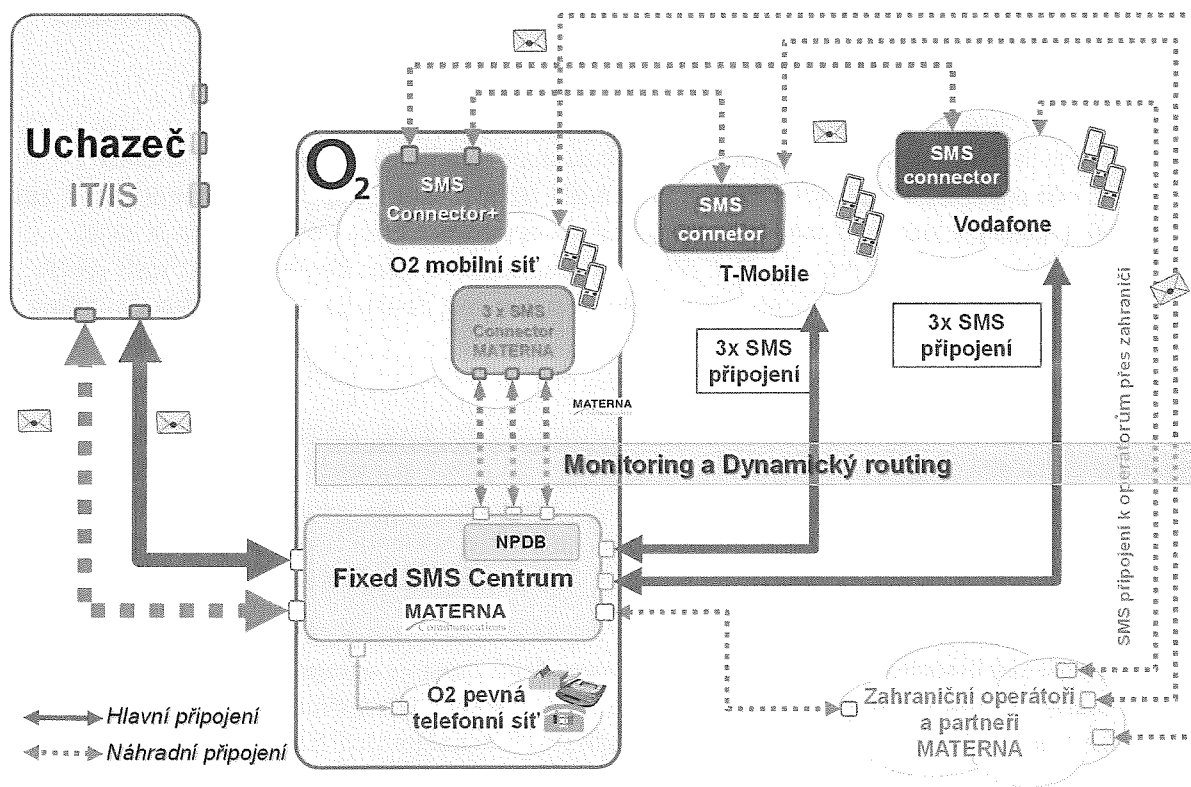 Uchazeč
IT/IS
O2
SMS
Connector+
O2 mobilní síť
3 x SMS
Connector
MATERNA
MATERNA
Communications
SMS
connetor
T-Mobile
SMS
connector
Vodafone
3x SMS
připojení
3x SMS
připojení
SMS připojení k operátorům přes zahraničí
Monitoring a Dynamický routing
NPDB
Fixed SMS Centrum
MATERNA
Communications
O2 pevná
telefonní síť
Zahraniční operátoři
a partneři
MATERNA
Hlavní připojení
Náhradní připojení